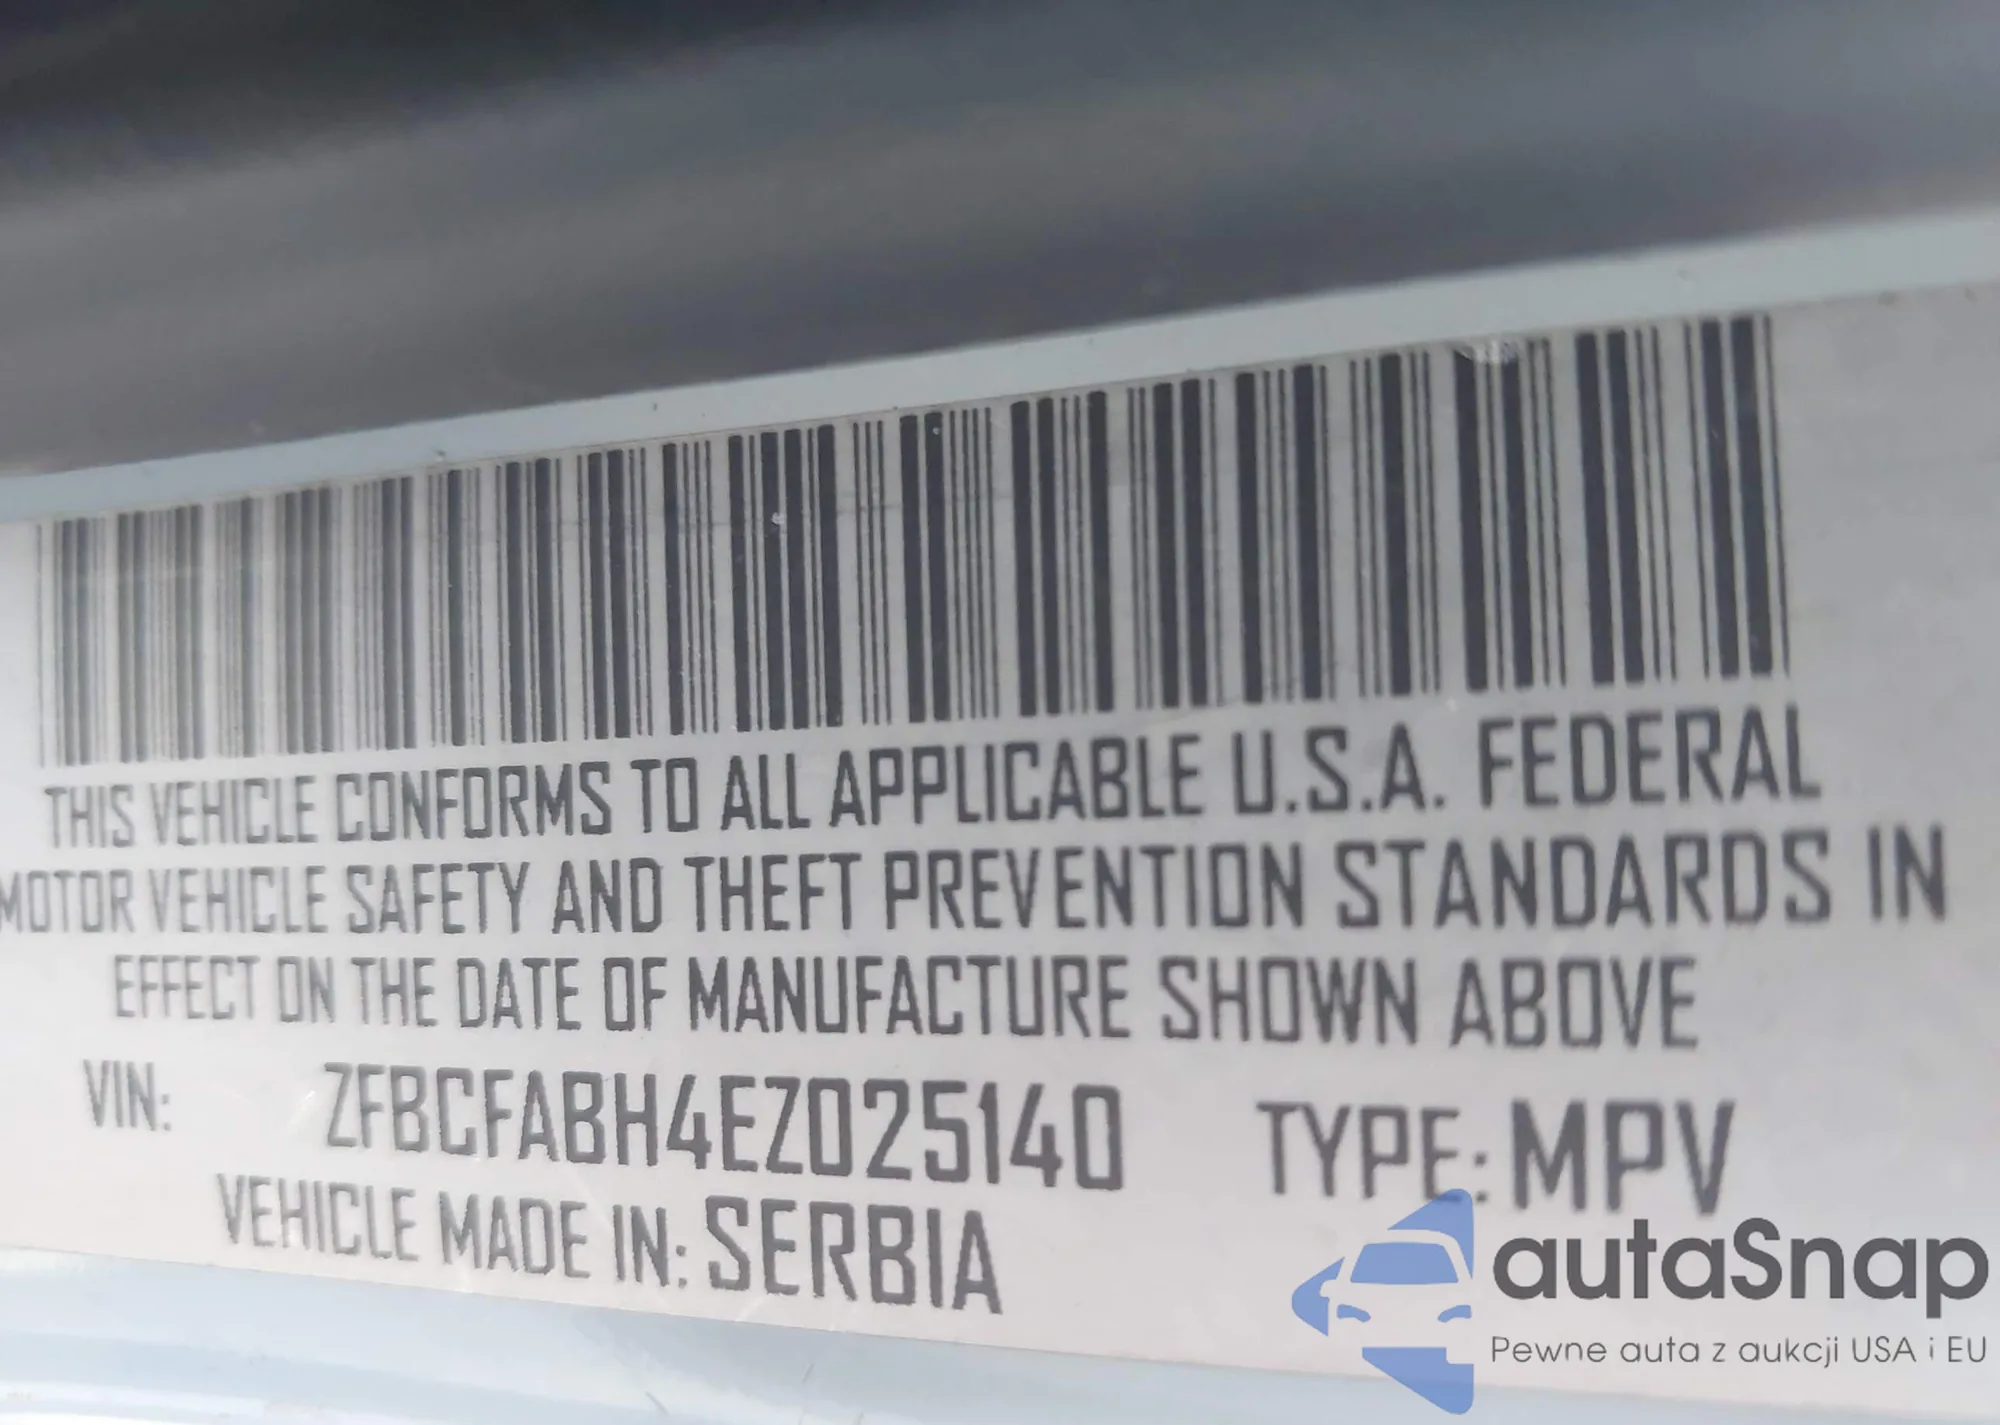 THIS VEHICLE CONFORMS TO ALL APPLICABLE U.S.A. FEDERAL
MOTOR VEHICLE SAFETY AND THEFT PREVENTION STANDARDS IN
EFFECT ON THE DATE OF MANUFACTURE SHOWN ABOVE
VIN: ZFBCFABH4EZ025140 TYPE: MPV
VEHICLE MADE IN: SERBIA
autaSnap
Pewne auta z aukcji USA i EU